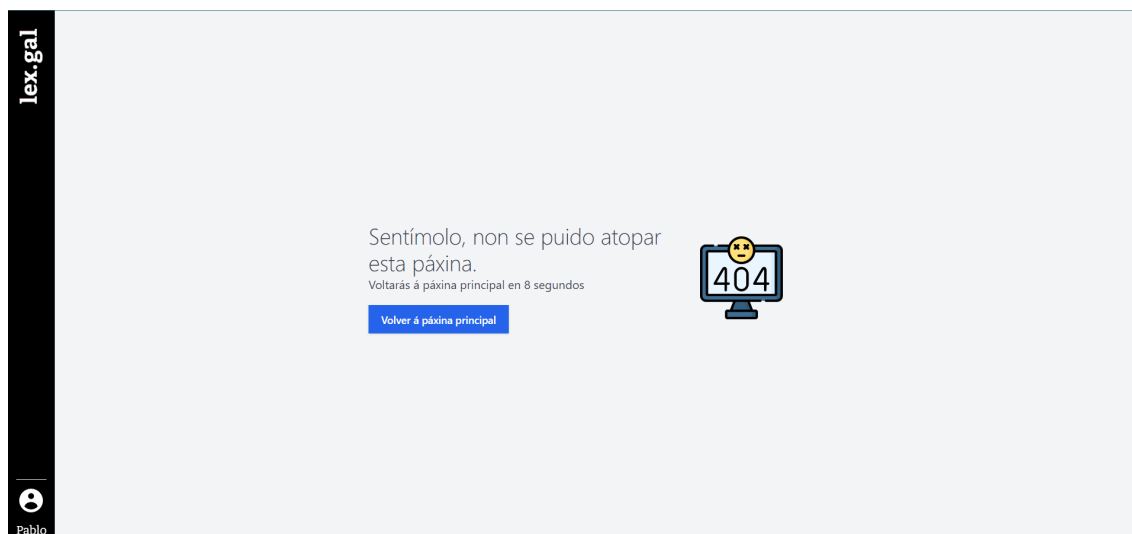 lex.gal
Sentímolo, non se puido atopar
esta páxina.
Voltarás á páxina principal en 8 segundos
Volver á páxina principal
404
Pablo